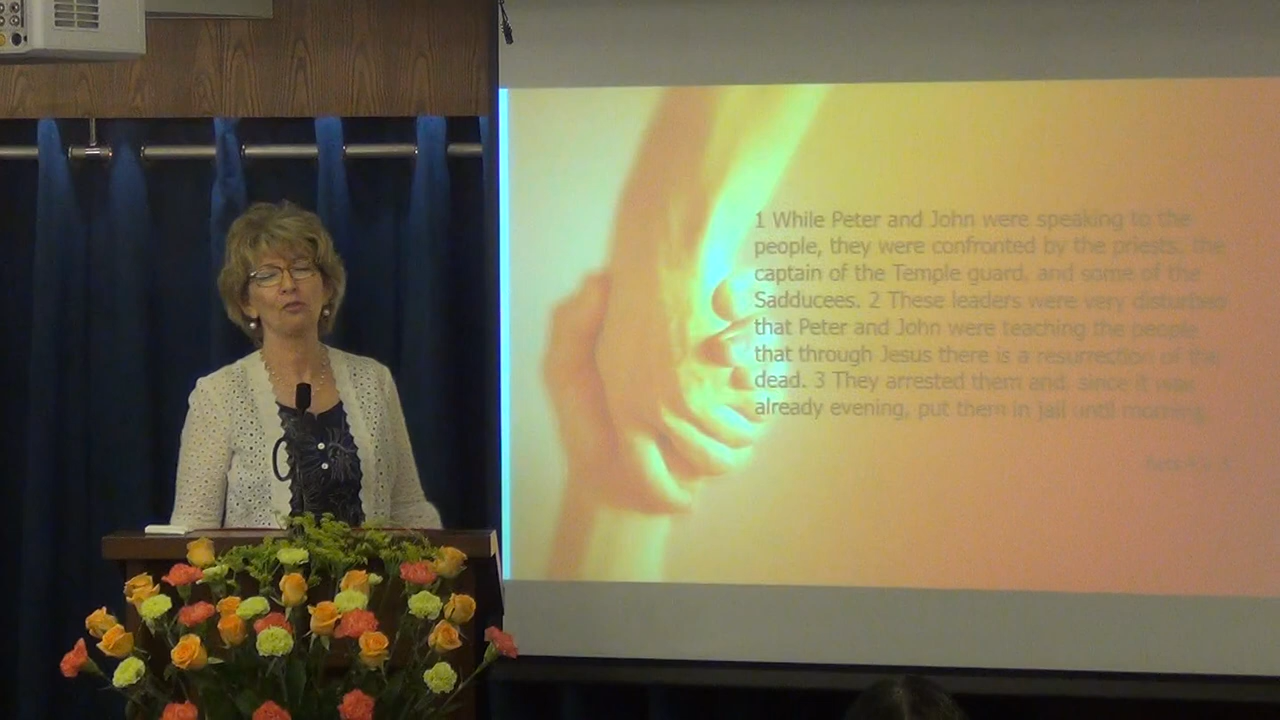 1 While Peter and John were speaking to the
people, they were confronted by the priests, the
captain of the Temple guard, and some of the
Sadducees. 2 These leaders were very disturbed
that Peter and John were teaching the people
that through Jesus there is a resurrection of the
dead. 3 They arrested them and, since it was
already evening, put them in jail until morning.